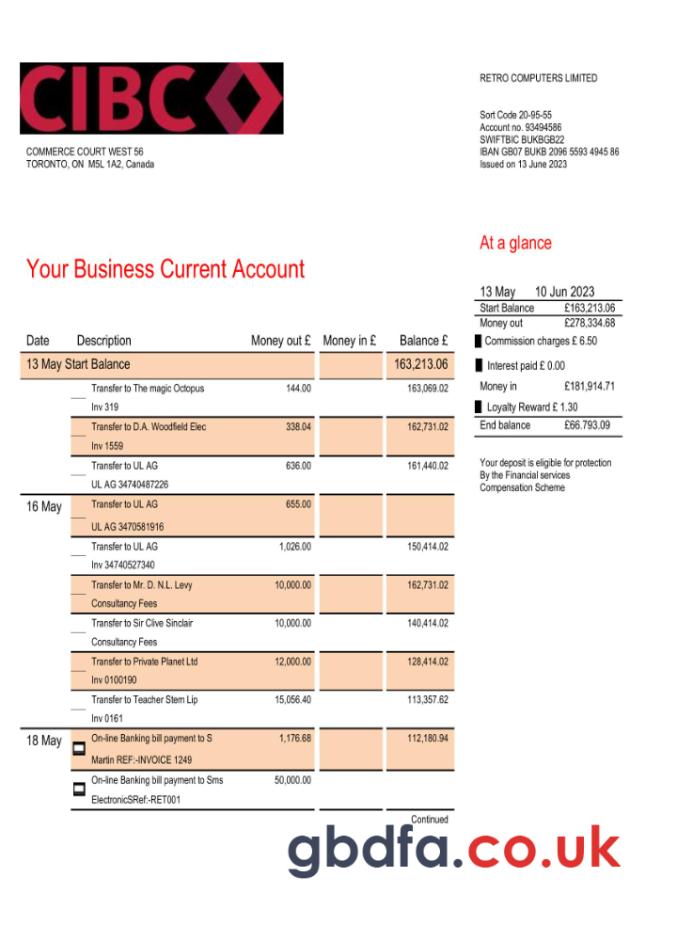 CIBC
RETRO COMPUTERS LIMITED
Sort Code 20-95-55
Account no. 93494586
SWIFTBIC BUKBGB22
IBAN GB07 BUKB 2096 5593 4945 86
Issued on 13 June 2023
COMMERCE COURT WEST 56
TORONTO, ON M5L 1A2, Canada
At a glance
Your Business Current Account
13 May 10 Jun 2023
Start Balance £163,213.06
Money out £278,334.68
Commission charges £ 6.50
Interest paid £ 0.00
Money in £181,914.71
Loyalty Reward £ 1.30
End balance £66.793.09
Your deposit is eligible for protection
By the Financial services
Compensation Scheme
Date Description Money out £ Money in £ Balance £
13 May Start Balance 163,213.06
Transfer to The magic Octopus 144.00 163,069.02
Inv 319
Transfer to D.A. Woodfield Elec 338.04 162,731.02
Inv 1559
Transfer to UL AG 636.00 161,440.02
UL AG 34740487226
16 May Transfer to UL AG 655.00
UL AG 3470581916
Transfer to UL AG 1,026.00 150,414.02
Inv 34740527340
Transfer to Mr. D. N.L. Levy 10,000.00 162,731.02
Consultancy Fees
Transfer to Sir Clive Sinclair 10,000.00 140,414.02
Consultancy Fees
Transfer to Private Planet Ltd 12,000.00 128,414.02
Inv 0100190
Transfer to Teacher Stem Lip 15,056.40 113,357.62
Inv 0161
18 May On-line Banking bill payment to S 1,176.68 112,180.94
Martin REF:-INVOICE 1249
On-line Banking bill payment to Sms 50,000.00
ElectronicSRef:-RET001
Continued
gbdfa.co.uk